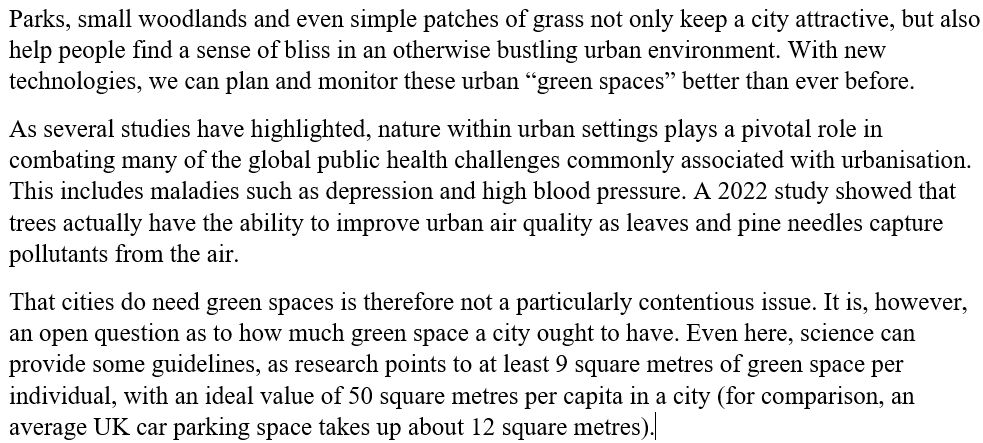 Parks, small woodlands and even simple patches of grass not only keep a city attractive, but also
help people find a sense of bliss in an otherwise bustling urban environment. With new
technologies, we can plan and monitor these urban “green spaces” better than ever before.
As several studies have highlighted, nature within urban settings plays a pivotal role in
combating many of the global public health challenges commonly associated with urbanisation.
This includes maladies such as depression and high blood pressure. A 2022 study showed that
trees actually have the ability to improve urban air quality as leaves and pine needles capture
pollutants from the air.
That cities do need green spaces is therefore not a particularly contentious issue. It is, however,
an open question as to how much green space a city ought to have. Even here, science can
provide some guidelines, as research points to at least 9 square metres of green space per
individual, with an ideal value of 50 square metres per capita in a city (for comparison, an
average UK car parking space takes up about 12 square metres).